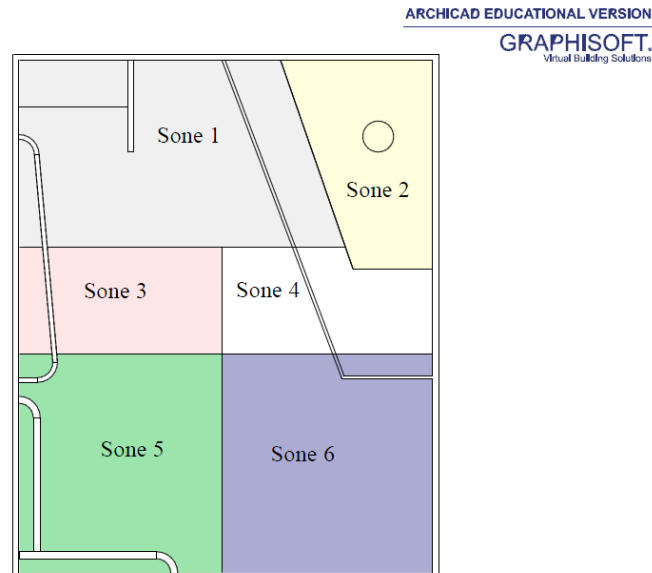 ARCHICAD EDUCATIONAL VERSION
GRAPHISOFT.
Virtual Building Solutions
Sone 1
Sone 2
Sone 3
Sone 4
Sone 5
Sone 6